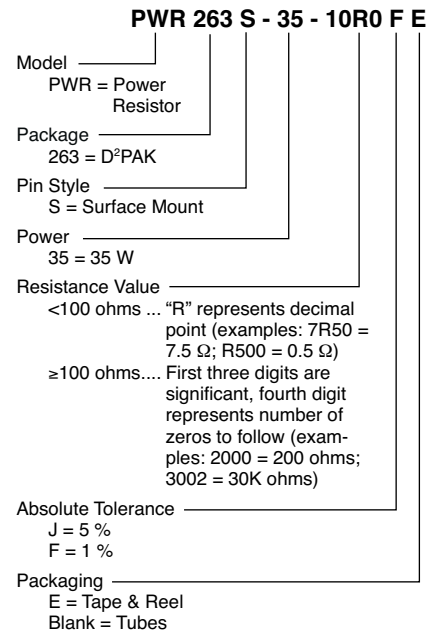 PWR 263 S - 35 - 10R0 F E
Model
PWR = Power
Resistor
Package
263 = D²PAK
Pin Style
S = Surface Mount
Power
35 = 35 W
Resistance Value
<100 ohms ... “R” represents decimal
point (examples: 7R50 =
7.5 Ω; R500 = 0.5 Ω)
≥100 ohms.... First three digits are
significant, fourth digit
represents number of
zeros to follow (exam-
ples: 2000 = 200 ohms;
3002 = 30K ohms)
Absolute Tolerance
J = 5 %
F = 1 %
Packaging
E = Tape & Reel
Blank = Tubes